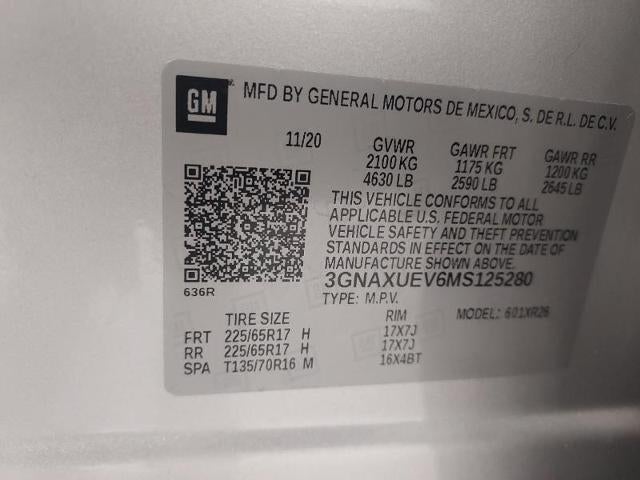 GM
MFD BY GENERAL MOTORS DE MEXICO, S. DE R.L. DE C.V.
11/20 GVWR GAWR FRT GAWR RR
2100 KG 1175 KG 1200 KG
4630 LB 2590 LB 2645 LB
THIS VEHICLE CONFORMS TO ALL
APPLICABLE U.S. FEDERAL MOTOR
VEHICLE SAFETY AND THEFT PREVENTION
STANDARDS IN EFFECT ON THE DATE OF
MANUFACTURE SHOWN ABOVE.
3GNAXUEV6MS125280
636R
TYPE: M.P.V. MODEL: 601XR26
TIRE SIZE RIM
FRT 225/65R17 H 17X7J
RR 225/65R17 H 17X7J
SPA T135/70R16 M 16X4BT